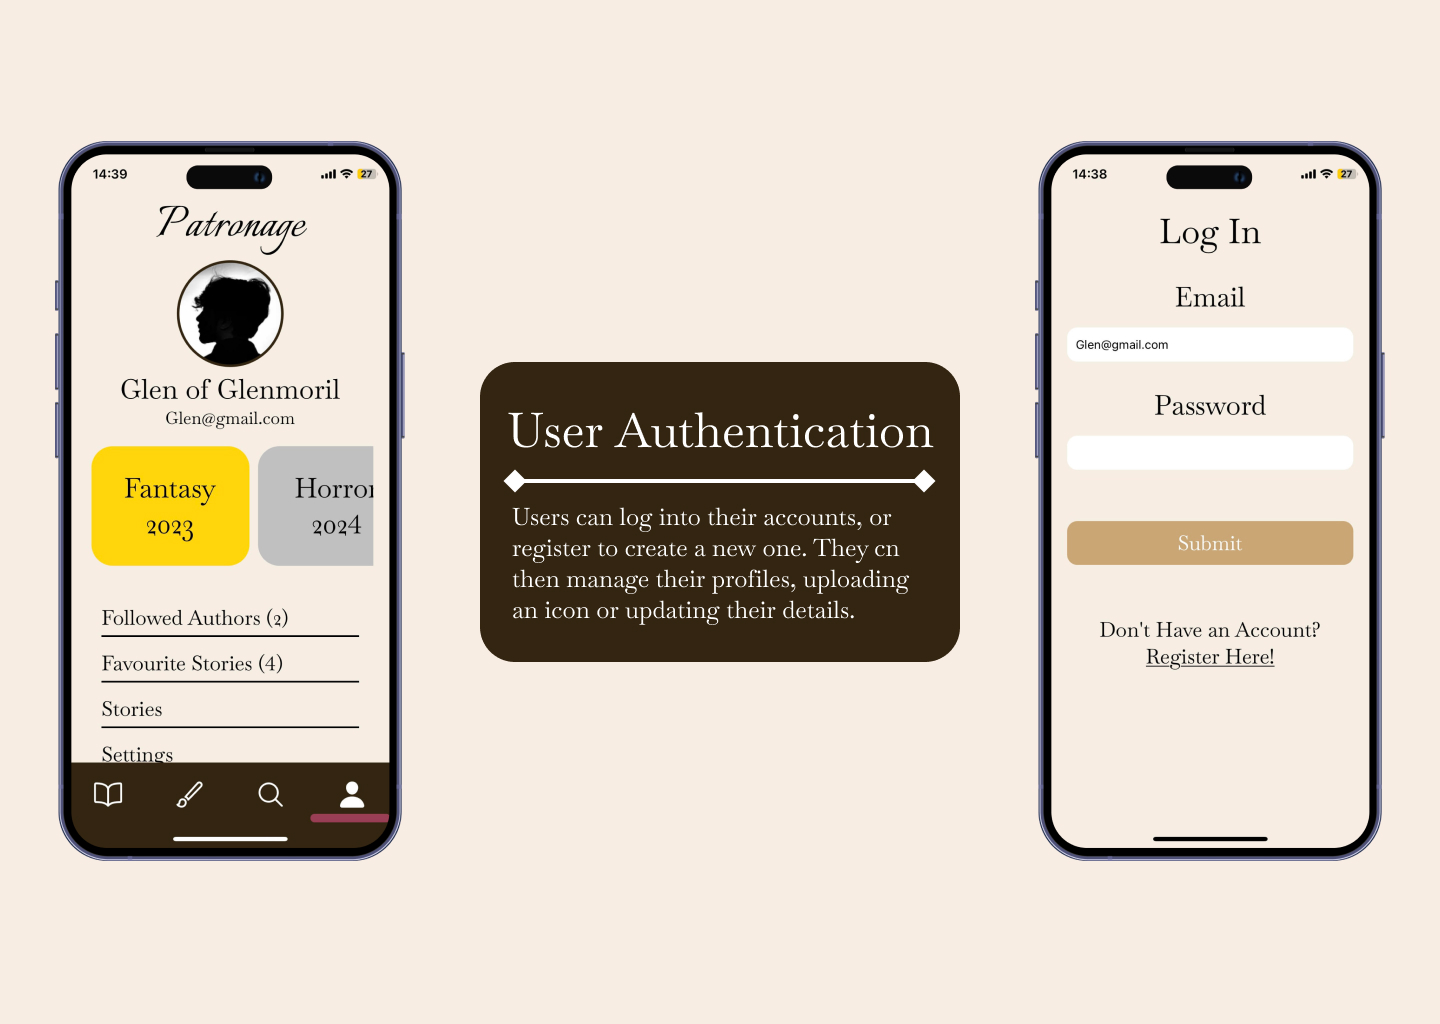 14:39
27
Patronage
Glen of Glenmoril
Glen@gmail.com
Fantasy
2023
Horror
2024
Followed Authors (2)
Favourite Stories (4)
Stories
Settings
User Authentication
Users can log into their accounts, or
register to create a new one. They cn
then manage their profiles, uploading
an icon or updating their details.
14:38
27
Log In
Email
Glen@gmail.com
Password
Submit
Don't Have an Account?
Register Here!